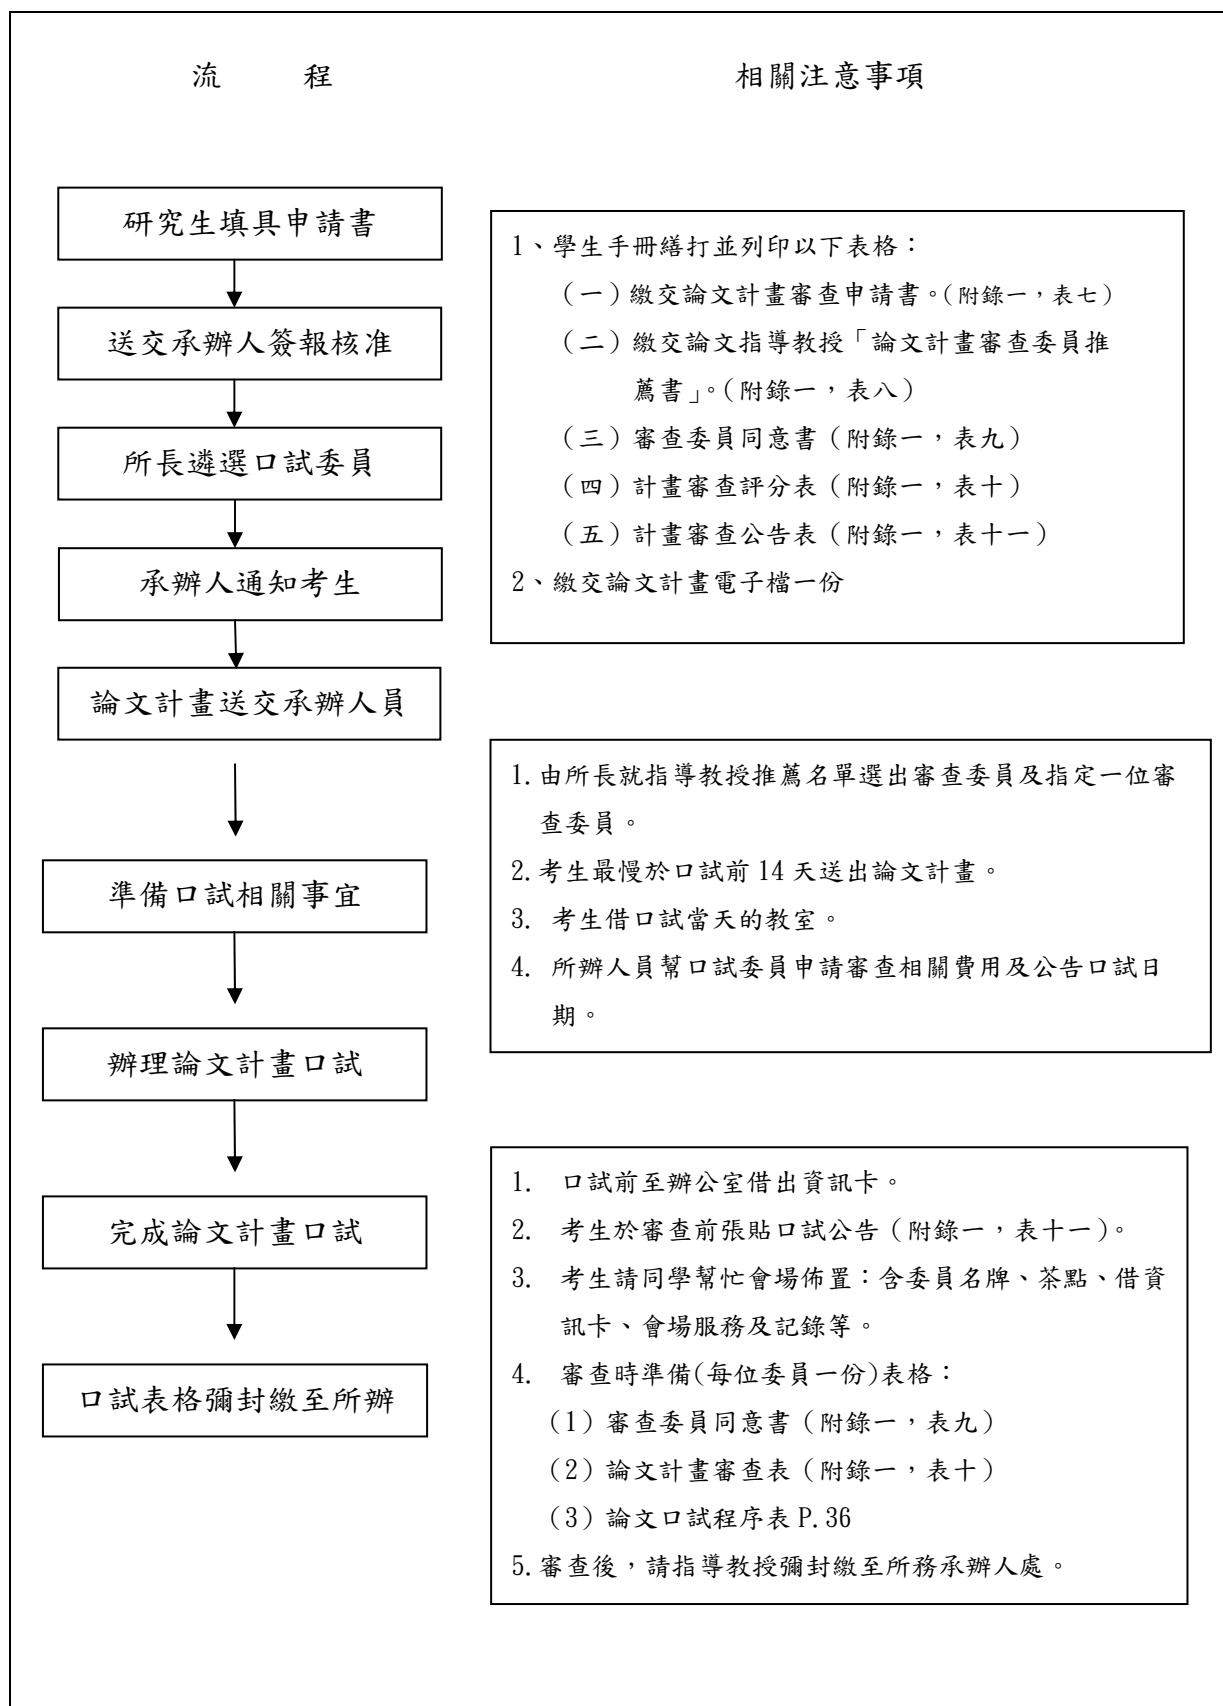 流程
相關注意事項
研究生填具申請書
送交承辦人簽報核准
所長遴選口試委員
承辦人通知考生
論文計畫送交承辦人員
準備口試相關事宜
辦理論文計畫口試
完成論文計畫口試
口試表格彌封繳至所辦
1、學生手冊繕打並列印以下表格：
（一）繳交論文計畫審查申請書。(附錄一，表七)
（二）繳交論文指導教授「論文計畫審查委員推
薦書」。(附錄一，表八)
（三）審查委員同意書（附錄一，表九）
（四）計畫審查評分表（附錄一，表十）
（五）計畫審查公告表（附錄一，表十一）
2、繳交論文計畫電子檔一份
1.由所長就指導教授推薦名單選出審查委員及指定一位審
查委員。
2.考生最慢於口試前 14 天送出論文計畫。
3. 考生借口試當天的教室。
4. 所辦人員幫口試委員申請審查相關費用及公告口試日
期。
1. 口試前至辦公室借出資訊卡。
2. 考生於審查前張貼口試公告（附錄一，表十一）。
3. 考生請同學幫忙會場佈置：含委員名牌、茶點、借資
訊卡、會場服務及記錄等。
4. 審查時準備(每位委員一份)表格：
（1）審查委員同意書（附錄一，表九）
（2）論文計畫審查表（附錄一，表十）
（3）論文口試程序表 P.36
5.審查後，請指導教授彌封繳至所務承辦人處。